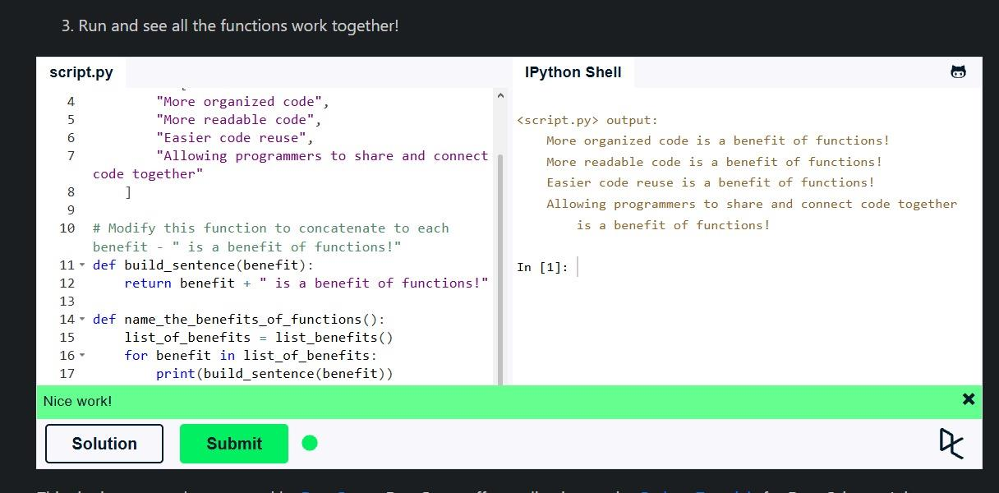 3. Run and see all the functions work together!
script.py
IPython Shell
4 "More organized code",
5 "More readable code",
6 "Easier code reuse",
7 "Allowing programmers to share and connect
code together"
8 ]
9
10 # Modify this function to concatenate to each
benefit - " is a benefit of functions!"
11 def build_sentence(benefit):
12 return benefit + " is a benefit of functions!"
13
14 def name_the_benefits_of_functions():
15 list_of_benefits = list_benefits()
16 for benefit in list_of_benefits:
17 print(build_sentence(benefit))
<script.py> output:
More organized code is a benefit of functions!
More readable code is a benefit of functions!
Easier code reuse is a benefit of functions!
Allowing programmers to share and connect code together
is a benefit of functions!
In [1]:
Nice work!
Solution
Submit